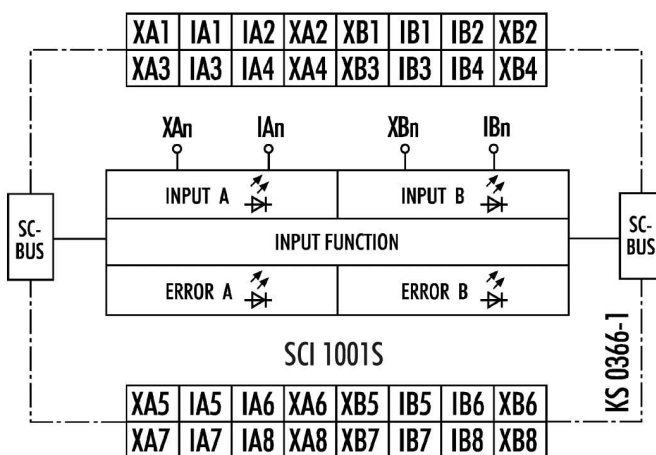 XA1 IA1 IA2 XA2 XB1 IB1 IB2 XB2
XA3 IA3 IA4 XA4 XB3 IB3 IB4 XB4
XAn IAn XBn IBn
INPUT A INPUT B
SC-
BUS
INPUT FUNCTION
SC-
BUS
ERROR A ERROR B
SCI 1001S
KS 0366-1
XA5 IA5 IA6 XA6 XB5 IB5 IB6 XB6
XA7 IA7 IA8 XA8 XB7 IB7 IB8 XB8